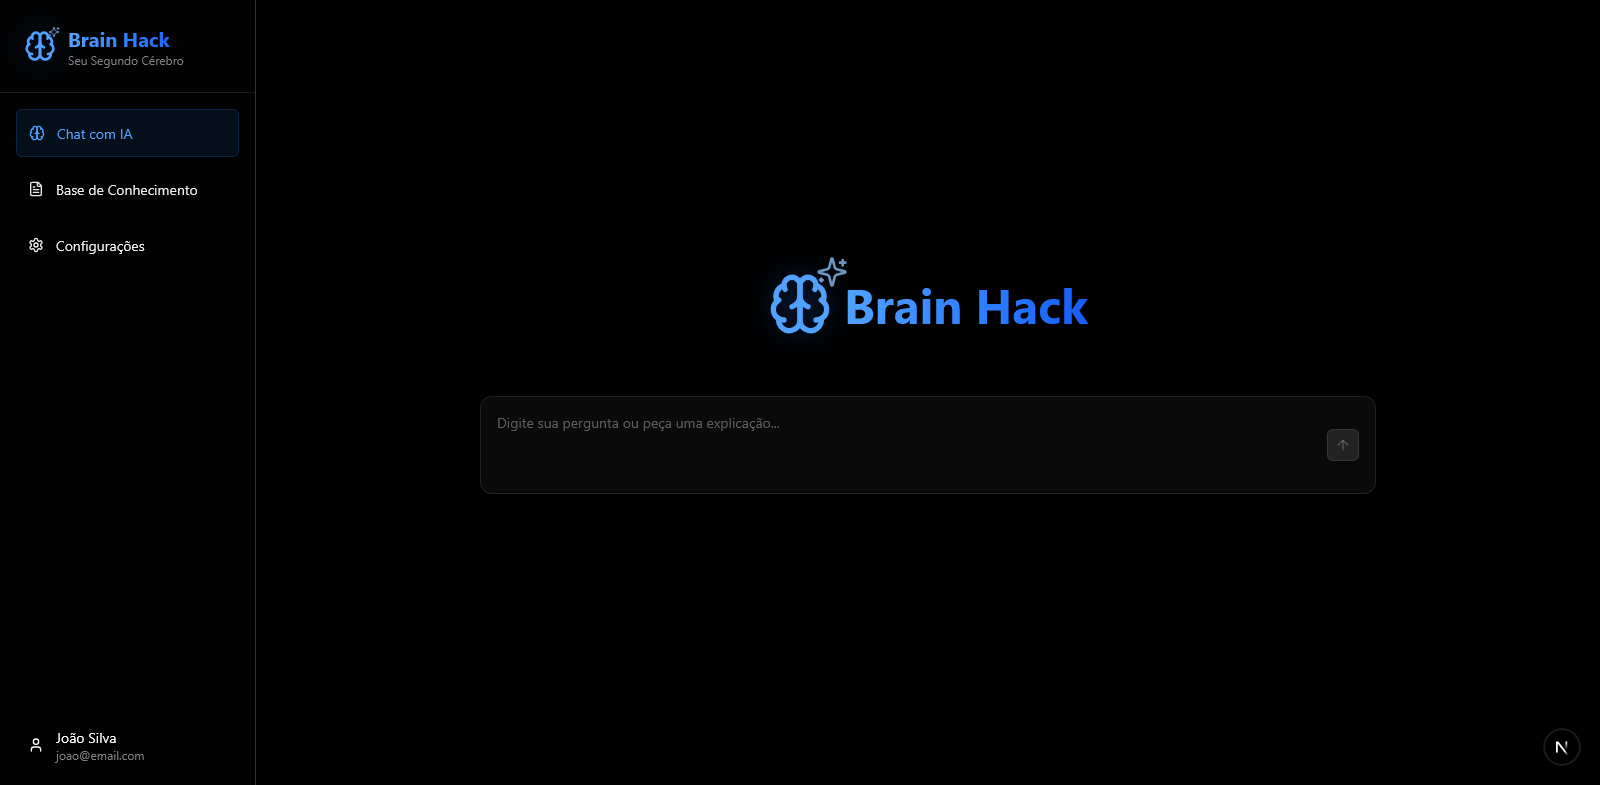 Brain Hack
Seu Segundo Cérebro
Chat com IA
Base de Conhecimento
Configurações
João Silva
joao@email.com
Brain Hack
Digite sua pergunta ou peça uma explicação...
N